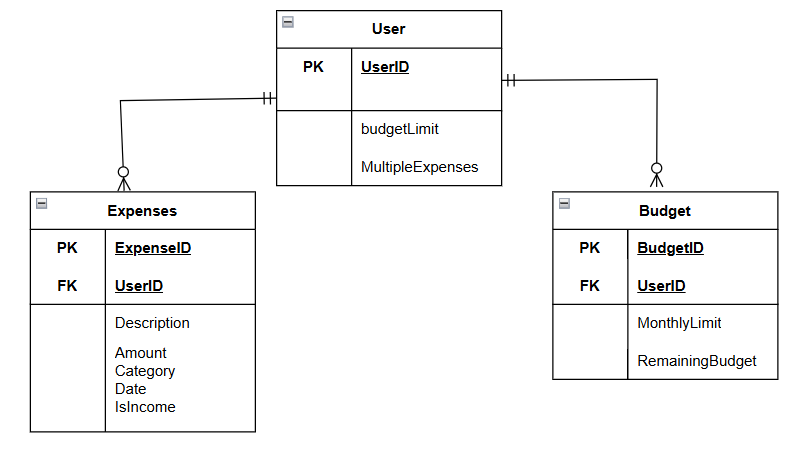 User
PK UserID
budgetLimit
MultipleExpenses
Expenses
PK ExpenseID
FK UserID
Description
Amount
Category
Date
IsIncome
Budget
PK BudgetID
FK UserID
MonthlyLimit
RemainingBudget